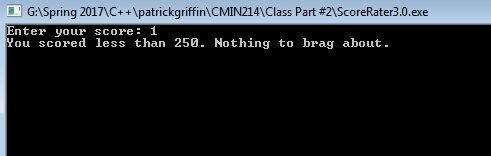 G:\Spring 2017\C++\patrickgriffin\CMIN214\Class Part #2\ScoreRater3.0.exe
Enter your score: 1
You scored less than 250. Nothing to brag about.